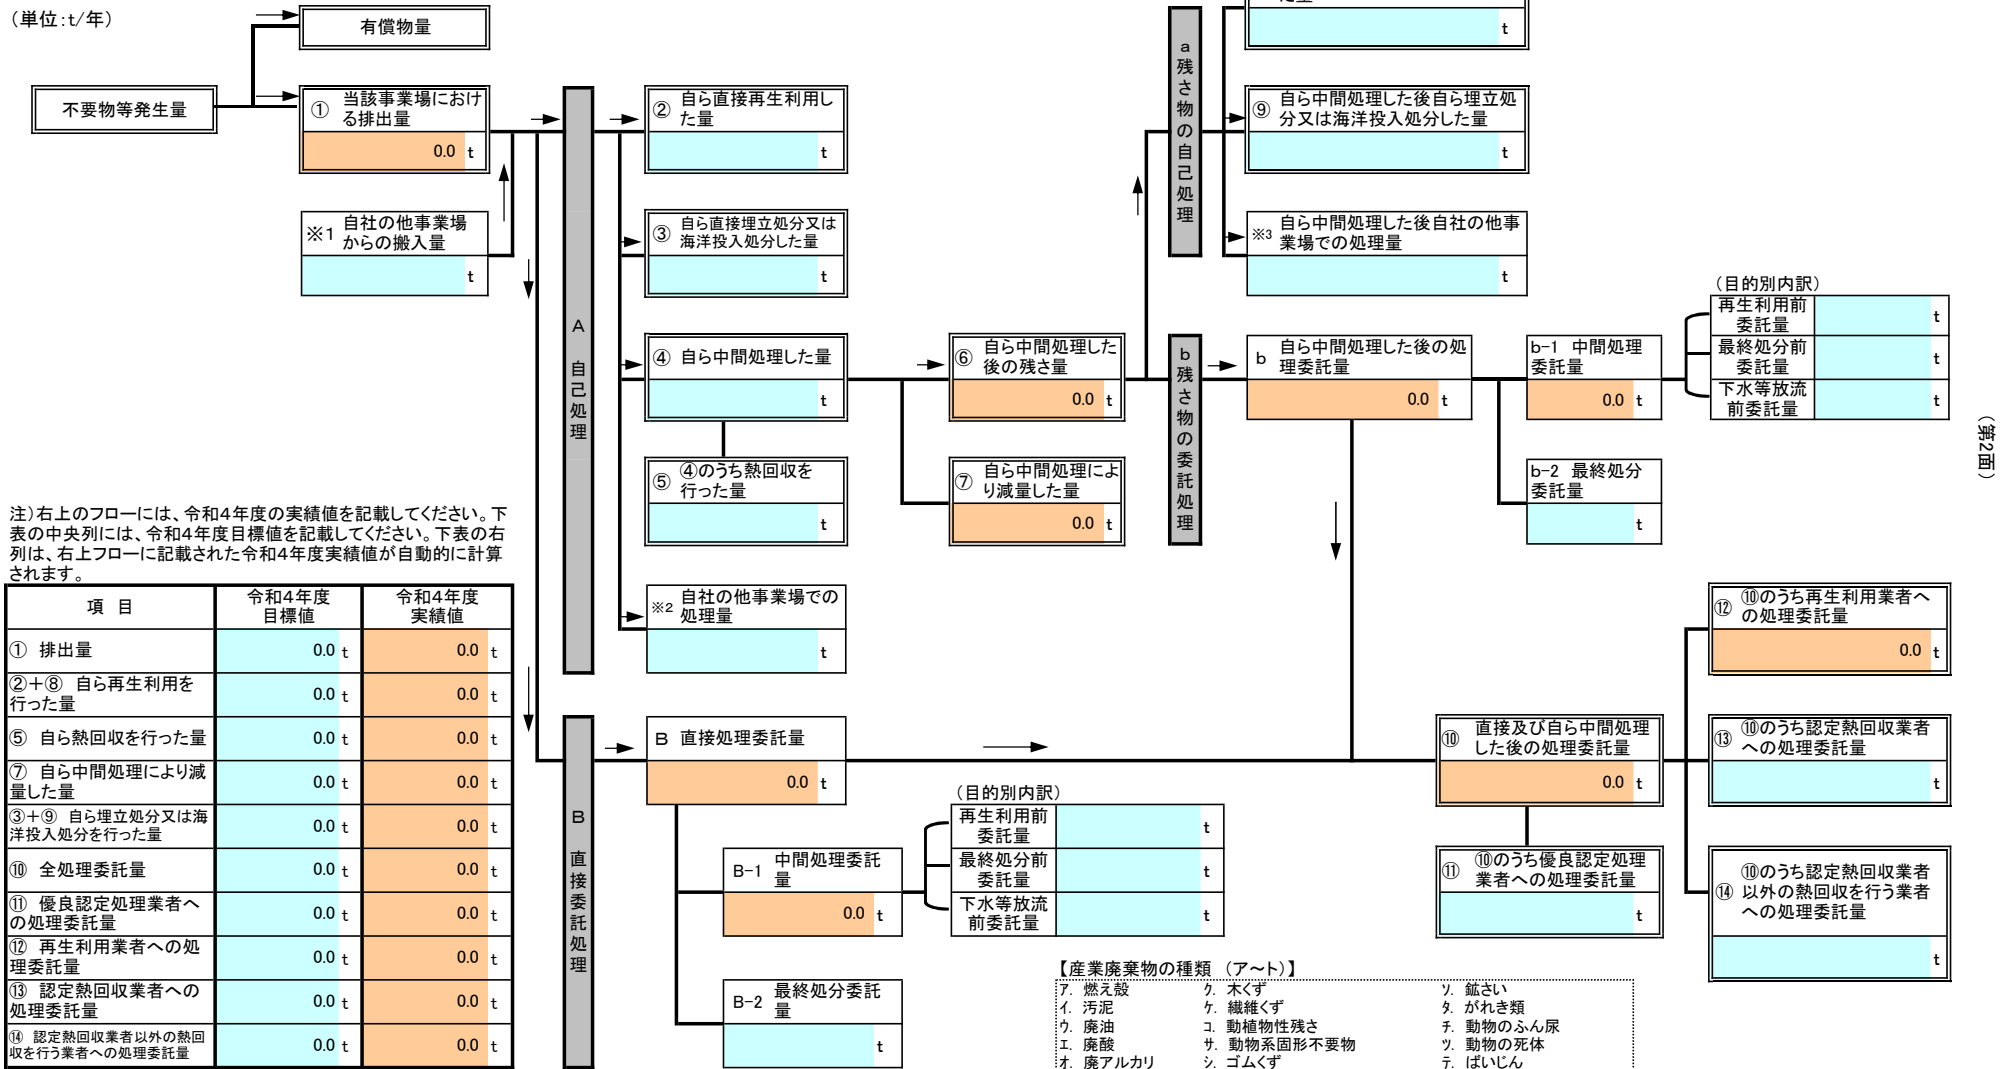 （単位：t/年）
有償物量
不要物等発生量
① 当該事業場におけ
る排出量
0.0 t
※1 自社の他事業場
からの搬入量
t
A 自己処理
② 自ら直接再生利用し
た量
t
③ 自ら直接埋立処分又は
海洋投入処分した量
t
④ 自ら中間処理した量
t
⑤ ④のうち熱回収を
行った量
t
※2 自社の他事業場での
処理量
t
⑥ 自ら中間処理した
後の残さ量
0.0 t
⑦ 自ら中間処理によ
り減量した量
0.0 t
a 残さ物の自己処理
t
⑨ 自ら中間処理した後自ら埋立処
分又は海洋投入処分した量
t
※3 自ら中間処理した後自社の他事
業場での処理量
t
b 残さ物の委託処理
b 自ら中間処理した後の処
理委託量
0.0 t
b-1 中間処理
委託量
0.0 t
b-2 最終処分
委託量
t
（目的別内訳）
再生利用前
委託量
t
最終処分前
委託量
t
下水等放流
前委託量
t
（第2面）
注）右上のフローには、令和４年度の実績値を記載してください。下
表の中央列には、令和４年度目標値を記載してください。下表の右
列は、右上フローに記載された令和４年度実績値が自動的に計算
されます。
項 目 令和４年度
目標値 令和４年度
実績値
① 排出量 0.0 t 0.0 t
②＋⑧ 自ら再生利用を
行った量 0.0 t 0.0 t
⑤ 自ら熱回収を行った量 0.0 t 0.0 t
⑦ 自ら中間処理により減
量した量 0.0 t 0.0 t
③＋⑨ 自ら埋立処分又は海
洋投入処分を行った量 0.0 t 0.0 t
⑩ 全処理委託量 0.0 t 0.0 t
⑪ 優良認定処理業者へ
の処理委託量 0.0 t 0.0 t
⑫ 再生利用業者への処
理委託量 0.0 t 0.0 t
⑬ 認定熱回収業者への
処理委託量 0.0 t 0.0 t
⑭ 認定熱回収業者以外の熱回
収を行う業者への処理委託量 0.0 t 0.0 t
B 直接委託処理
B 直接処理委託量
0.0 t
B-1 中間処理委託
量
0.0 t
B-2 最終処分委託
量
t
（目的別内訳）
再生利用前
委託量
t
最終処分前
委託量
t
下水等放流
前委託量
t
⑩ 直接及び自ら中間処理
した後の処理委託量
0.0 t
⑪ ⑩のうち優良認定処理
業者への処理委託量
t
⑫ ⑩のうち再生利用業者へ
の処理委託量
0.0 t
⑬ ⑩のうち認定熱回収業者
への処理委託量
t
⑭ ⑩のうち認定熱回収業者
以外の熱回収を行う業者
への処理委託量
t
【産業廃棄物の種類 （ア～ト）】
ｱ. 燃え殻 ｸ. 木くず ｿ. 鉱さい
ｲ. 汚泥 ｹ. 繊維くず ﾀ. がれき類
ｳ. 廃油 ｺ. 動植物性残さ ﾁ. 動物のふん尿
ｴ. 廃酸 ｻ. 動物系固形不要物 ﾂ. 動物の死体
ｵ. 廃アルカリ ｼ. ゴムくず ﾃ. ばいじん